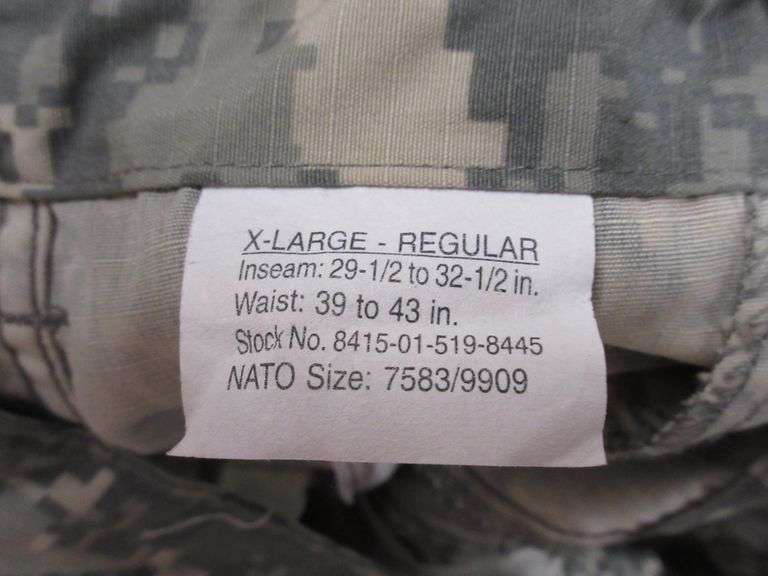 X-LARGE - REGULAR
Inseam: 29-1/2 to 32-1/2 in.
Waist: 39 to 43 in.
Stock No. 8415-01-519-8445
NATO Size: 7583/9909